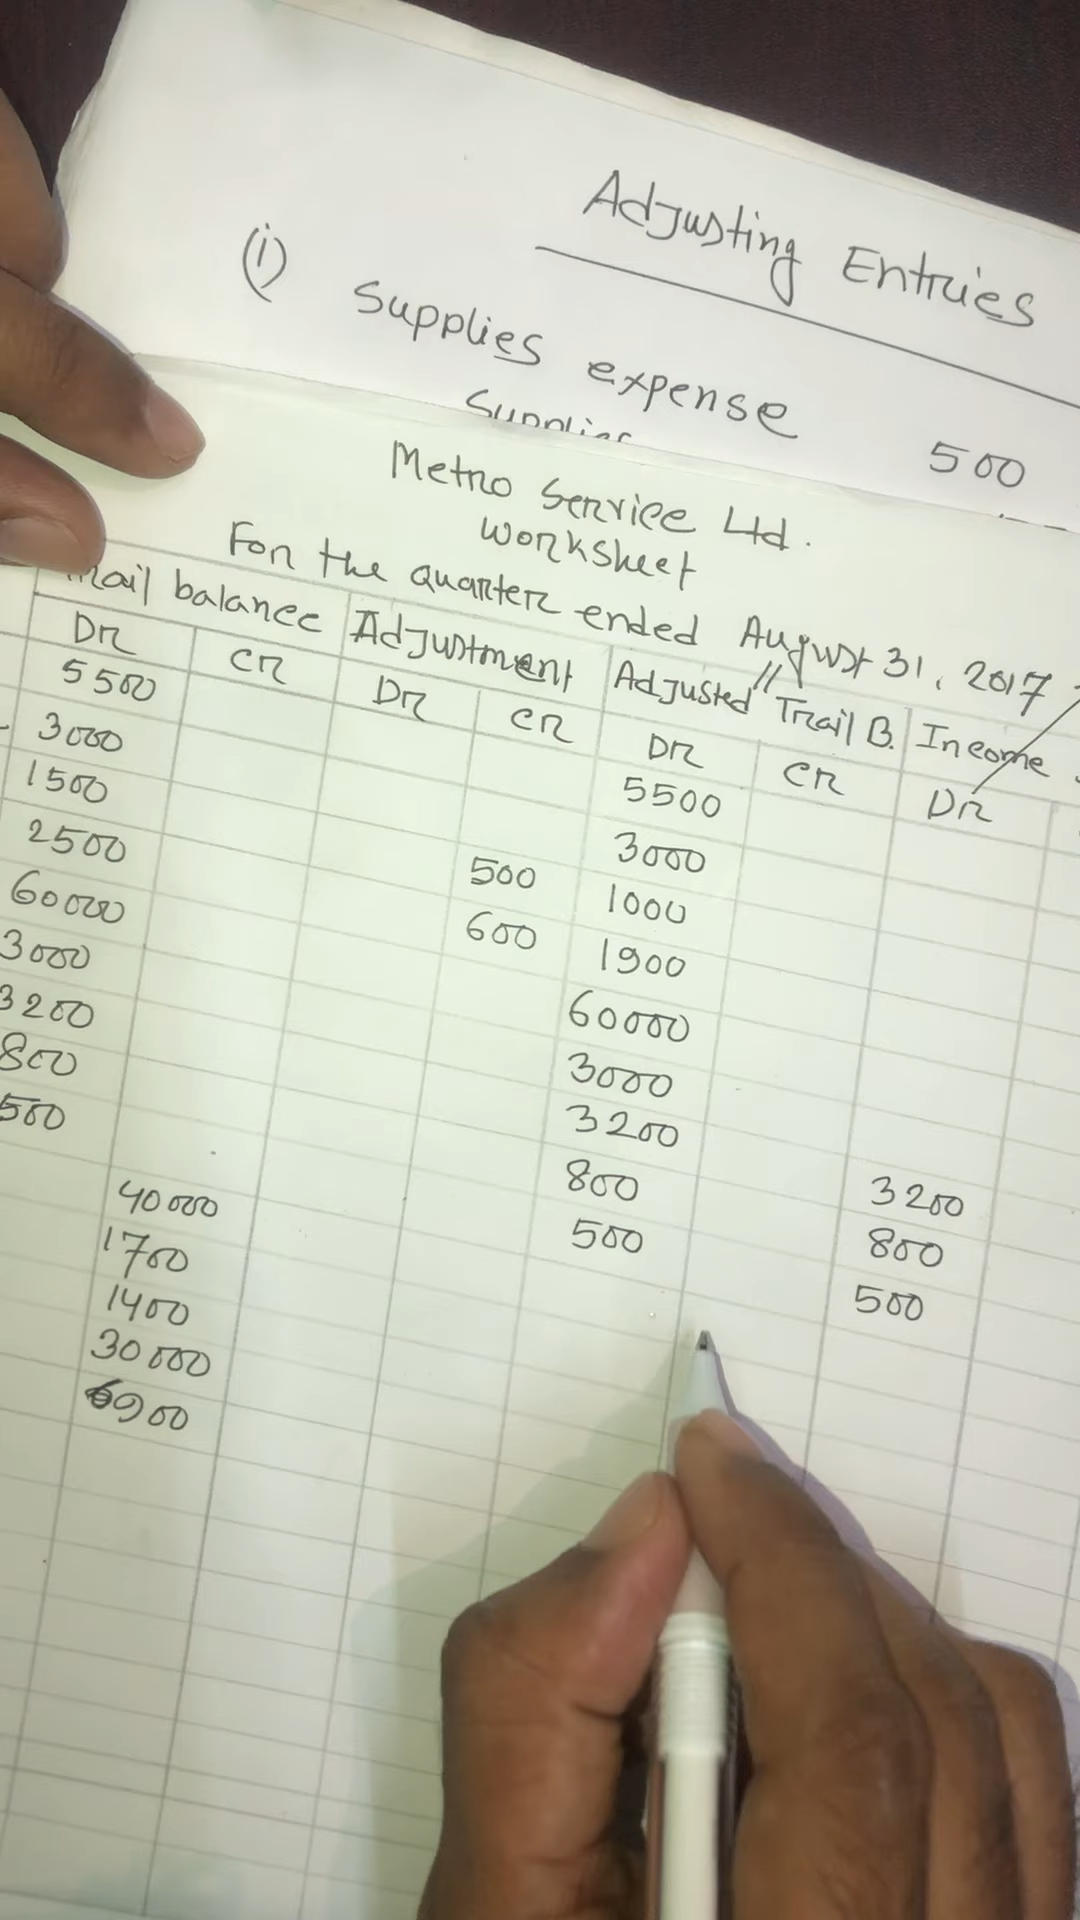 Adjusting Entries
(i) Supplies expense 500
Supplies
Metro Service Ltd.
Worksheet
For the quarter ended August 31, 2017
Trail balance Adjustment Adjusted Trail B. Income
DR CR DR CR DR CR DR
5500 5500
3000 3000
1500 500 1000
2500 600 1900
60000 60000
3000 3000
3200 3200 3200
800 800 800
500 500 500
40000
1700
1400
30000
6900